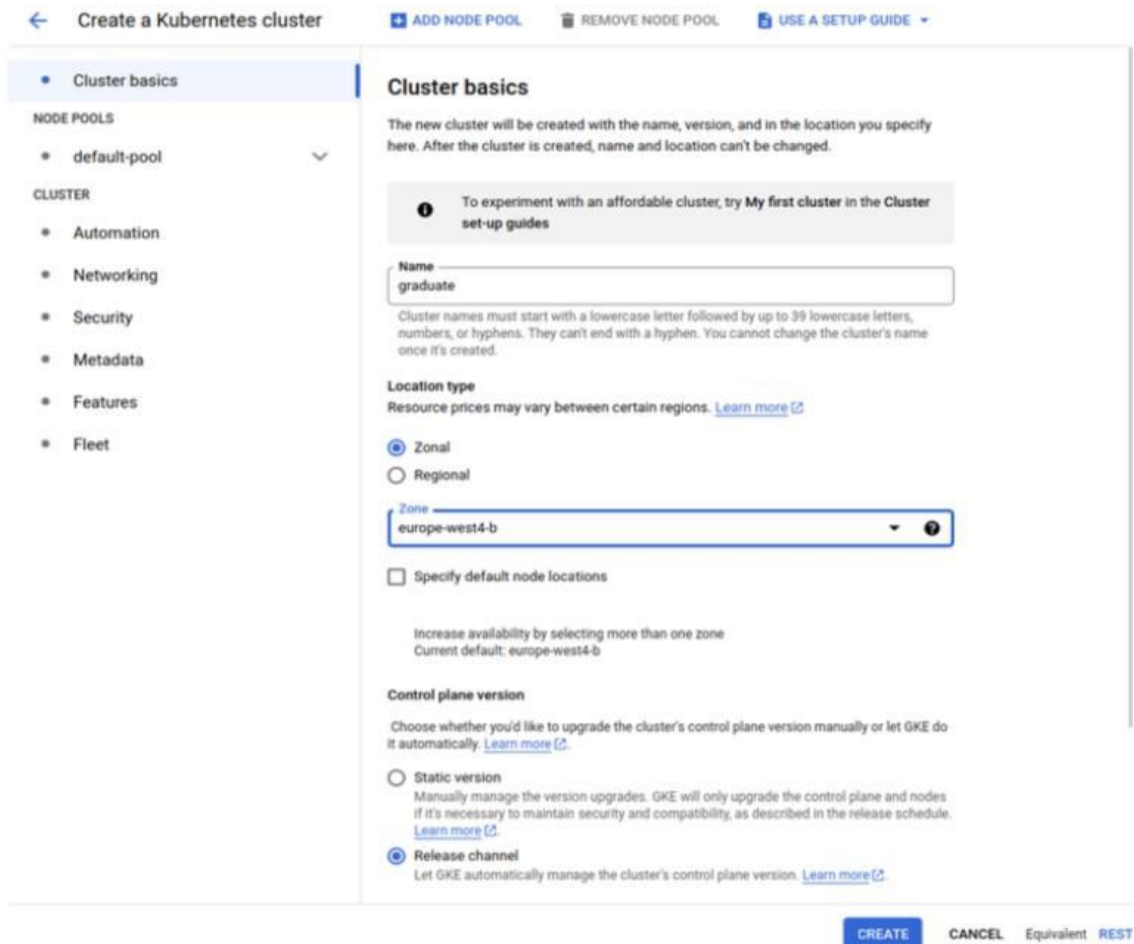 Create a Kubernetes cluster
ADD NODE POOL
REMOVE NODE POOL
USE A SETUP GUIDE
Cluster basics
NODE POOLS
default-pool
CLUSTER
Automation
Networking
Security
Metadata
Features
Fleet
Cluster basics
The new cluster will be created with the name, version, and in the location you specify
here. After the cluster is created, name and location can't be changed.
To experiment with an affordable cluster, try My first cluster in the Cluster
set-up guides
Name
graduate
Cluster names must start with a lowercase letter followed by up to 39 lowercase letters,
numbers, or hyphens. They can't end with a hyphen. You cannot change the cluster's name
once it's created.
Location type
Resource prices may vary between certain regions. Learn more
Zonal
Regional
Zone
europe-west4-b
Specify default node locations
Increase availability by selecting more than one zone
Current default: europe-west4-b
Control plane version
Choose whether you'd like to upgrade the cluster's control plane version manually or let GKE do
it automatically. Learn more.
Static version
Manually manage the version upgrades. GKE will only upgrade the control plane and nodes
if it's necessary to maintain security and compatibility, as described in the release schedule.
Learn more.
Release channel
Let GKE automatically manage the cluster's control plane version. Learn more.
CREATE
CANCEL
Equivalent REST